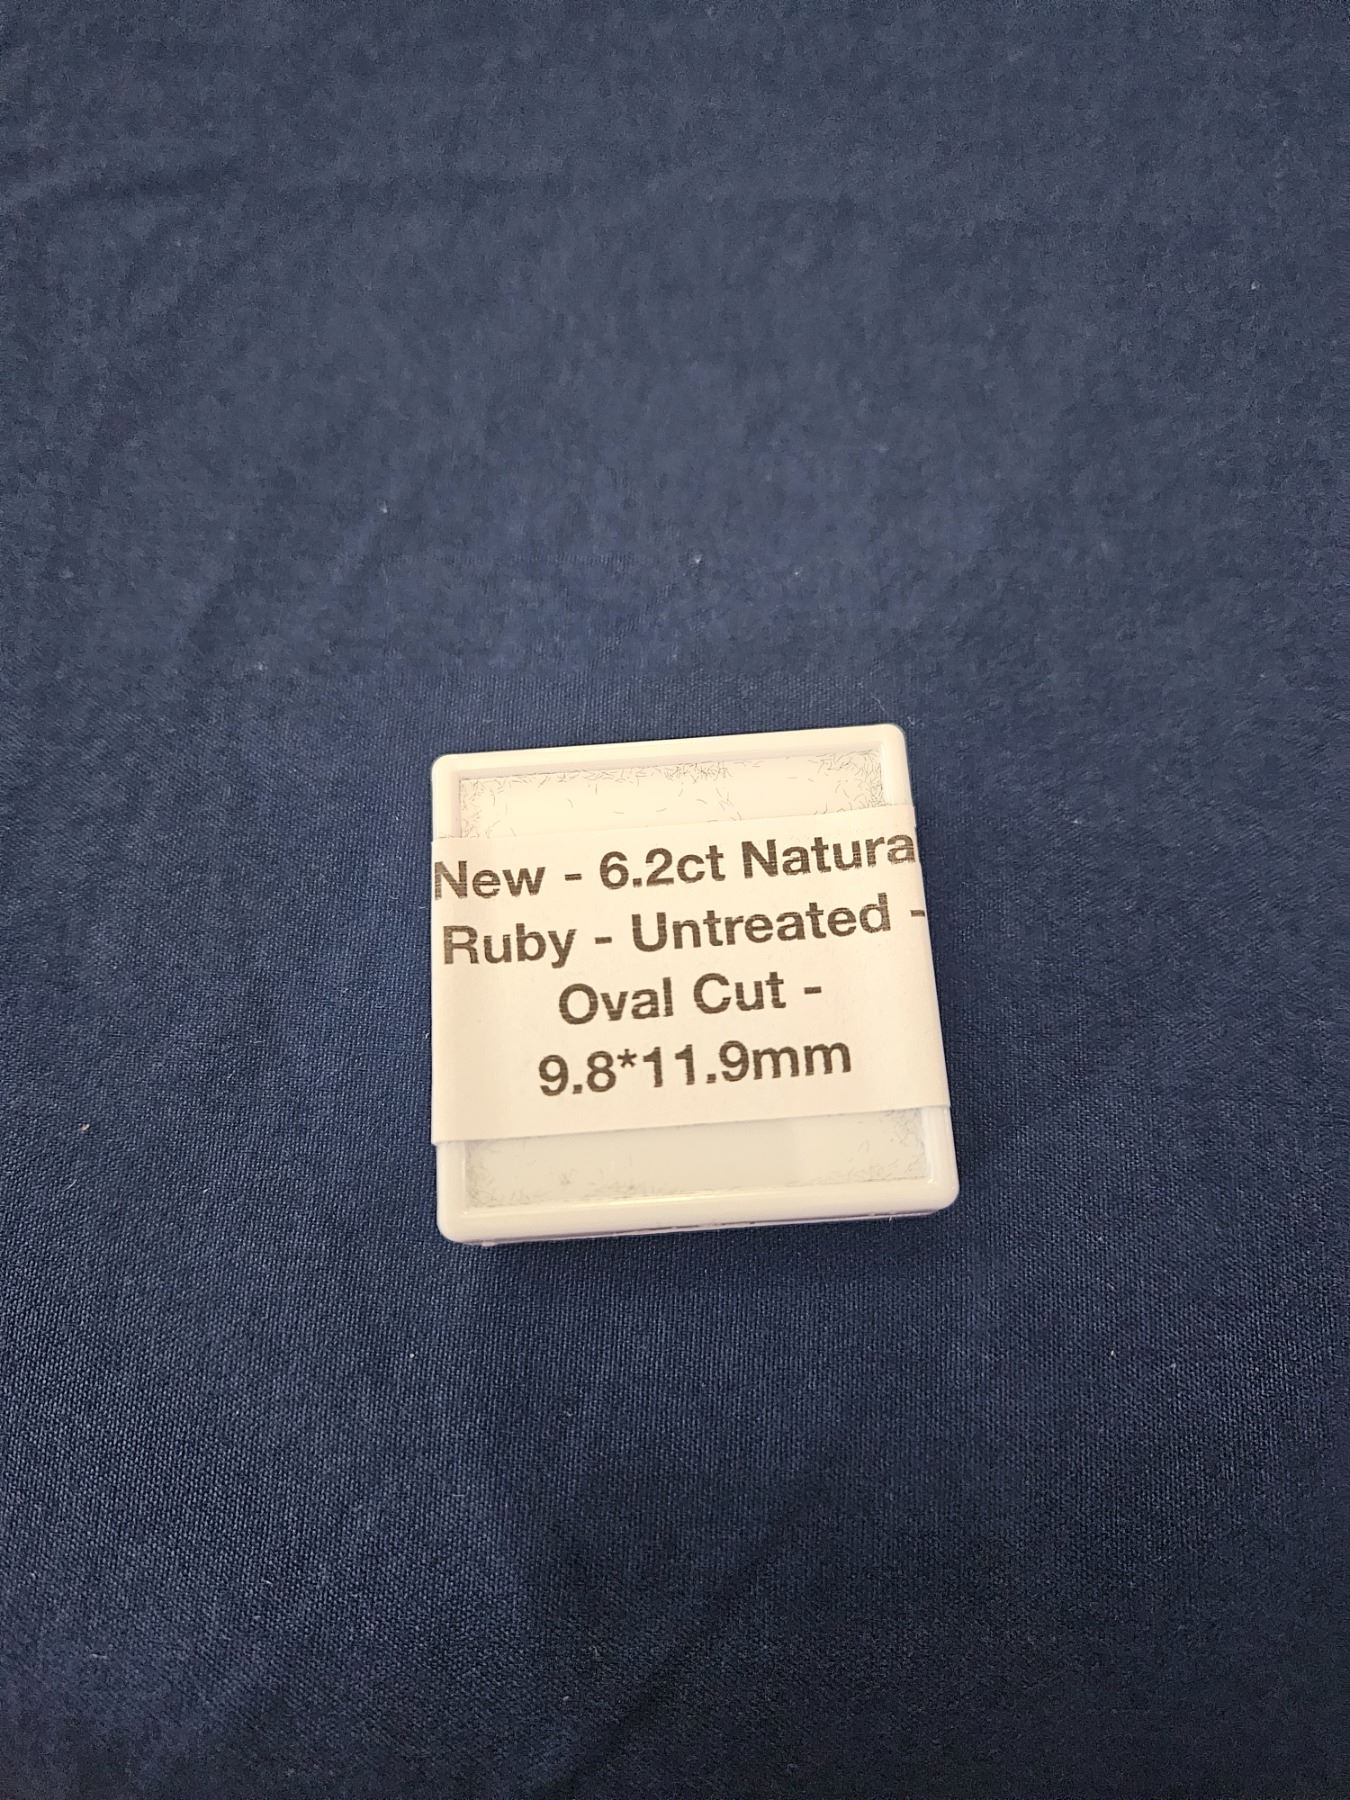 New - 6.2ct Natura
Ruby - Untreated -
Oval Cut -
9.8*11.9mm